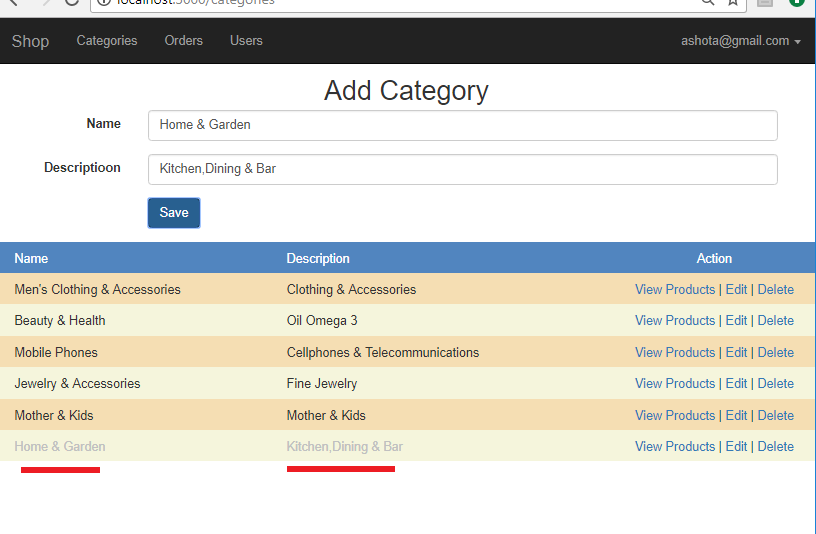 localhost:3000/categories
Shop Categories Orders Users ashota@gmail.com
Add Category
Name Home & Garden
Descriptioon Kitchen,Dining & Bar
Save
Name Description Action
Men's Clothing & Accessories Clothing & Accessories View Products | Edit | Delete
Beauty & Health Oil Omega 3 View Products | Edit | Delete
Mobile Phones Cellphones & Telecommunications View Products | Edit | Delete
Jewelry & Accessories Fine Jewelry View Products | Edit | Delete
Mother & Kids Mother & Kids View Products | Edit | Delete
Home & Garden Kitchen,Dining & Bar View Products | Edit | Delete